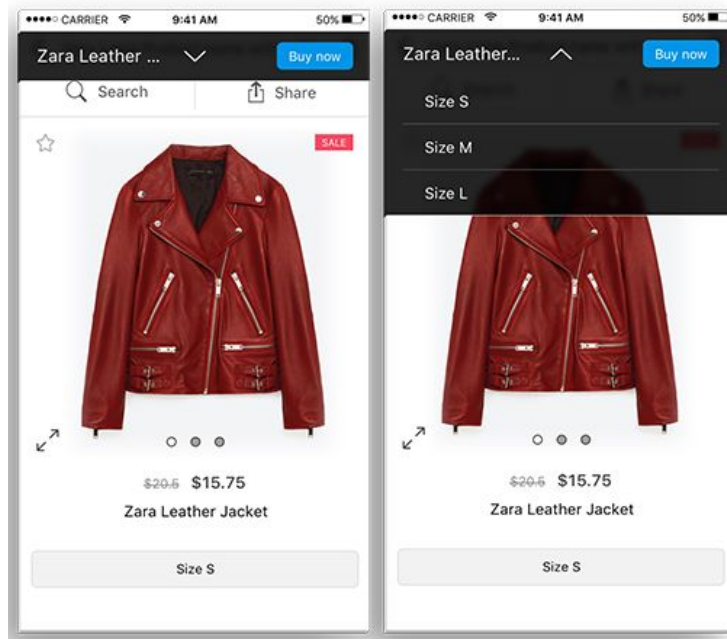 CARRIER 9:41 AM 50%
Zara Leather ... Buy now
Search Share
SALE
$20.5 $15.75
Zara Leather Jacket
Size S
CARRIER 9:41 AM 50%
Zara Leather... Buy now
Size S
Size M
Size L
$20.5 $15.75
Zara Leather Jacket
Size S